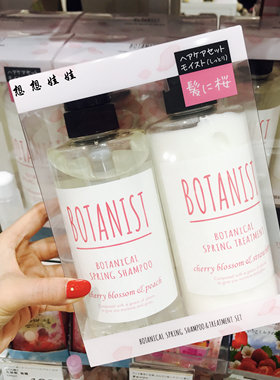 想想娃娃
ヘアケアセット
モイスト(しっとり)
髪に桜
BOTANIST
BOTANICAL
SPRING SHAMPOO
cherry blossom & peach
BOTANIST
BOTANICAL
SPRING TREATMENT
cherry blossom &
BOTANICAL SPRING SHAMPOO & TREATMENT SET